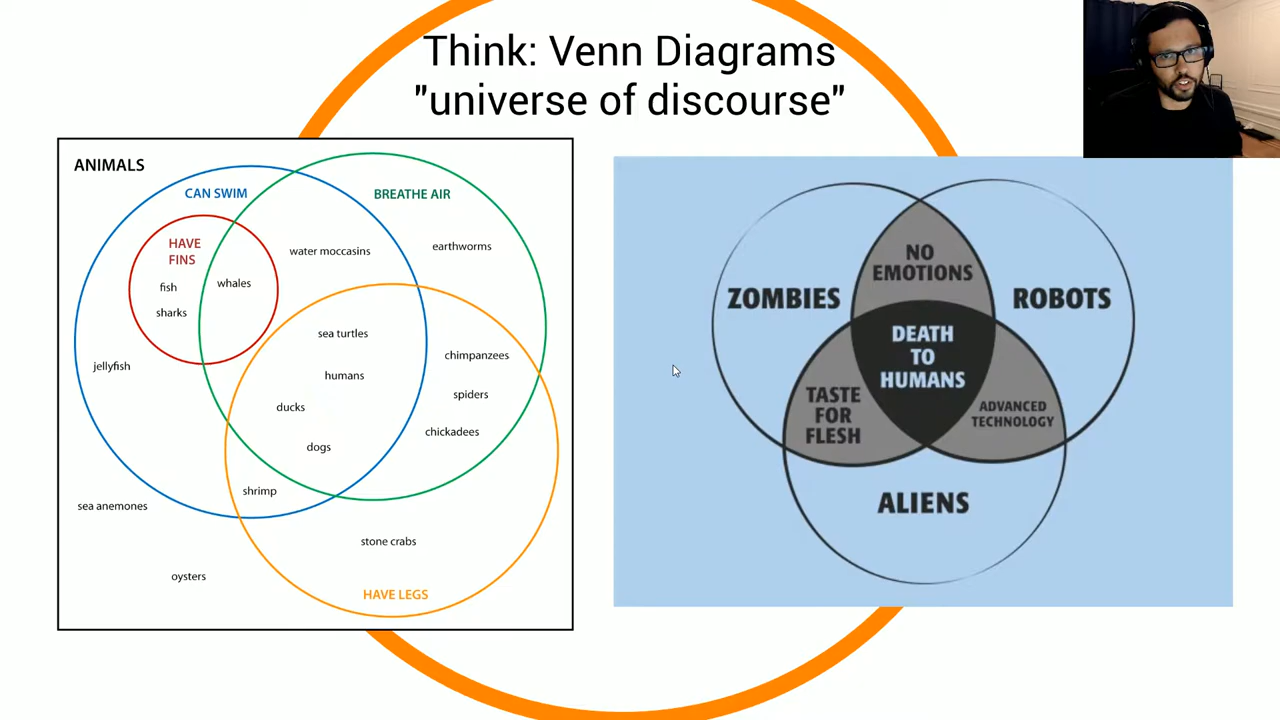 Think: Venn Diagrams
"universe of discourse"
ANIMALS
CAN SWIM
BREATHE AIR
HAVE
FINS
fish
sharks
whales
water moccasins
earthworms
jellyfish
sea turtles
humans
ducks
dogs
chimpanzees
spiders
chickadees
shrimp
sea anemones
stone crabs
oysters
HAVE LEGS
NO
EMOTIONS
ZOMBIES
ROBOTS
DEATH
TO
HUMANS
TASTE
FOR
FLESH
ADVANCED
TECHNOLOGY
ALIENS